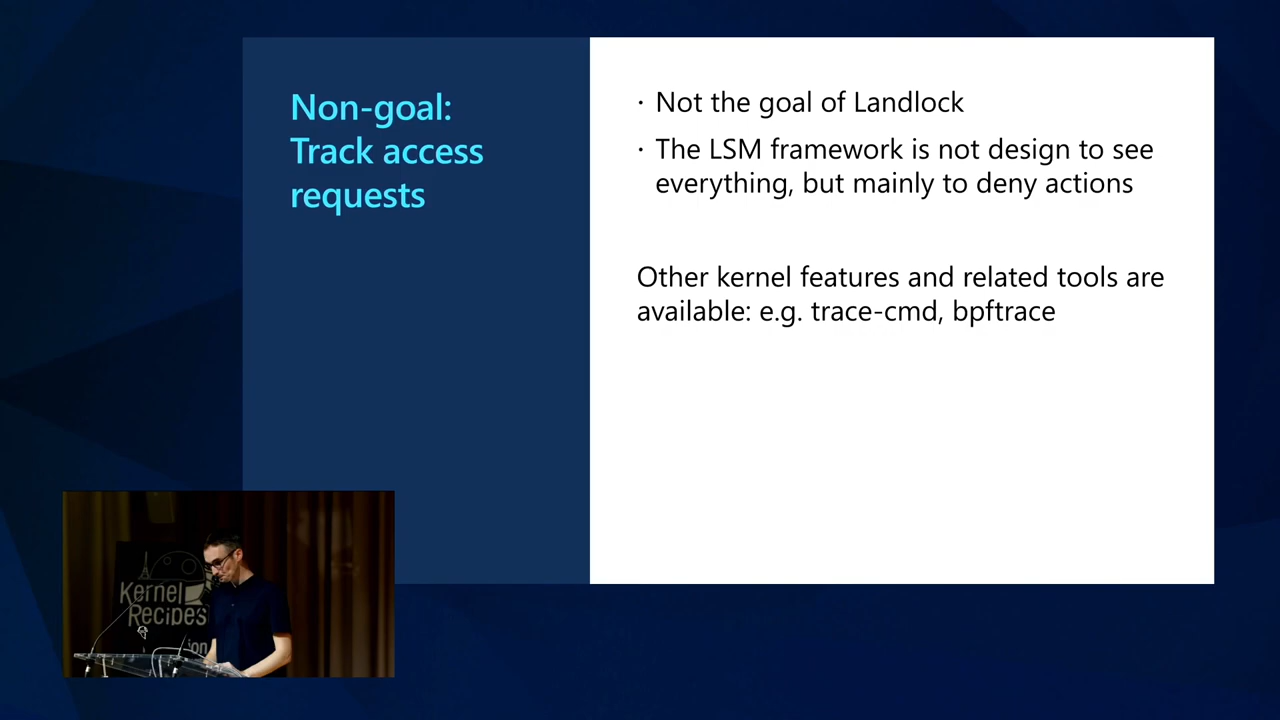 Non-goal:
Track access
requests
· Not the goal of Landlock
· The LSM framework is not design to see
everything, but mainly to deny actions
Other kernel features and related tools are
available: e.g. trace-cmd, bpftrace
Kernel
Recipes
ion